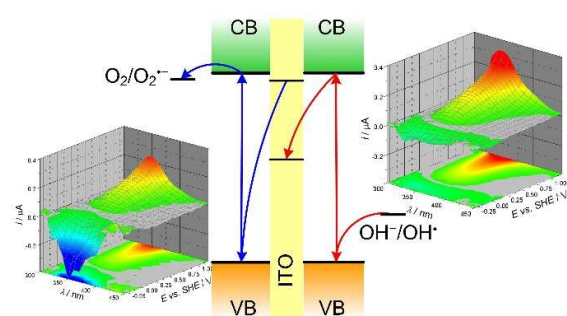 CB
CB
O₂/O₂•−
ITO
OH⁻/OH•
VB
VB
0.4
0.2
0.0
-0.2
i / µA
300
350
400
450
λ / nm
-0.25
0.00
0.25
0.50
0.75
1.00
E vs. SHE / V
0.4
0.2
0.0
-0.2
i / µA
300
350
400
450
λ / nm
-0.25
0.00
0.25
0.50
0.75
1.00
E vs. SHE / V